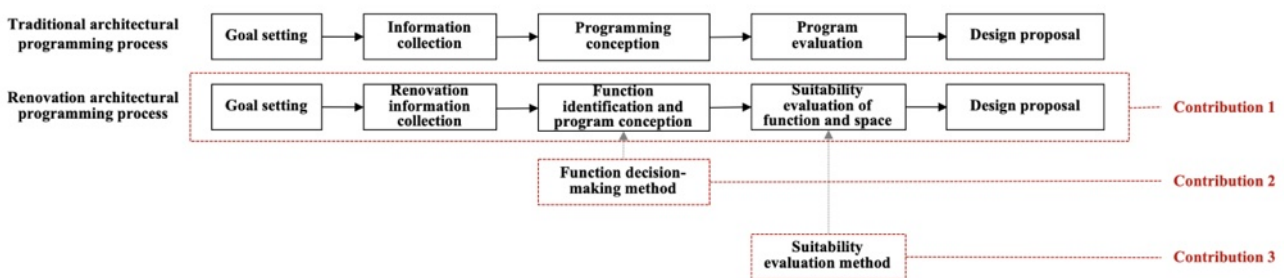 Traditional architectural
programming process
Goal setting
Information
collection
Programming
conception
Program
evaluation
Design proposal
Renovation architectural
programming process
Goal setting
Renovation
information
collection
Function
identification and
program conception
Suitability
evaluation of
function and space
Design proposal
Contribution 1
Function decision-
making method
Contribution 2
Suitability
evaluation method
Contribution 3